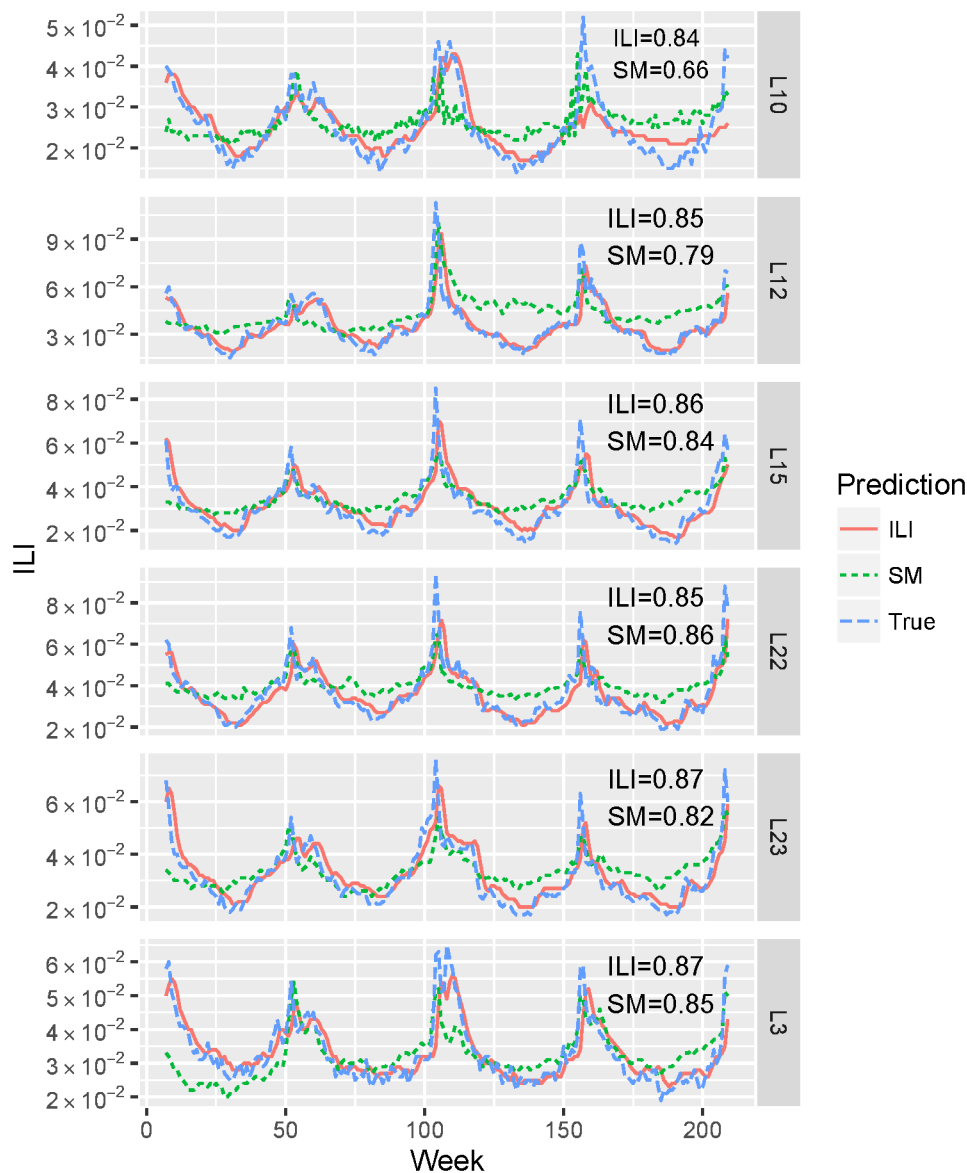 5 × 10⁻²
4 × 10⁻²
3 × 10⁻²
2 × 10⁻²
ILI=0.84
SM=0.66
L10
9 × 10⁻²
6 × 10⁻²
3 × 10⁻²
ILI=0.85
SM=0.79
L12
8 × 10⁻²
6 × 10⁻²
4 × 10⁻²
2 × 10⁻²
ILI=0.86
SM=0.84
L15
8 × 10⁻²
6 × 10⁻²
4 × 10⁻²
2 × 10⁻²
ILI=0.85
SM=0.86
L22
6 × 10⁻²
4 × 10⁻²
2 × 10⁻²
ILI=0.87
SM=0.82
L23
6 × 10⁻²
5 × 10⁻²
4 × 10⁻²
3 × 10⁻²
2 × 10⁻²
ILI=0.87
SM=0.85
L3
0 50 100 150 200
Week
ILI
Prediction
ILI
SM
True